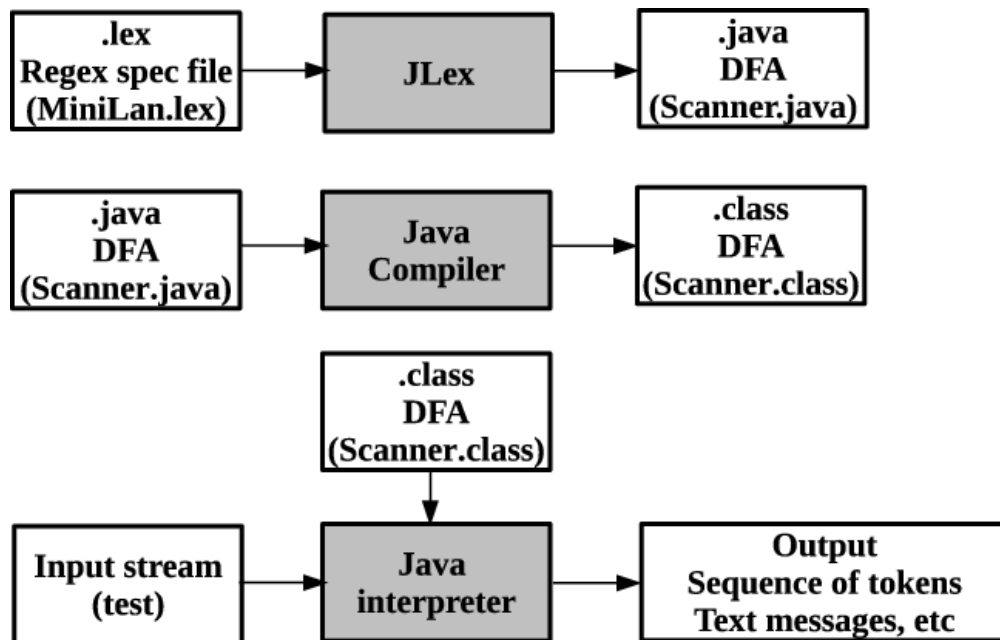 .lex
Regex spec file
(MiniLan.lex)
JLex
.java
DFA
(Scanner.java)
.java
DFA
(Scanner.java)
Java
Compiler
.class
DFA
(Scanner.class)
.class
DFA
(Scanner.class)
Input stream
(test)
Java
interpreter
Output
Sequence of tokens
Text messages, etc